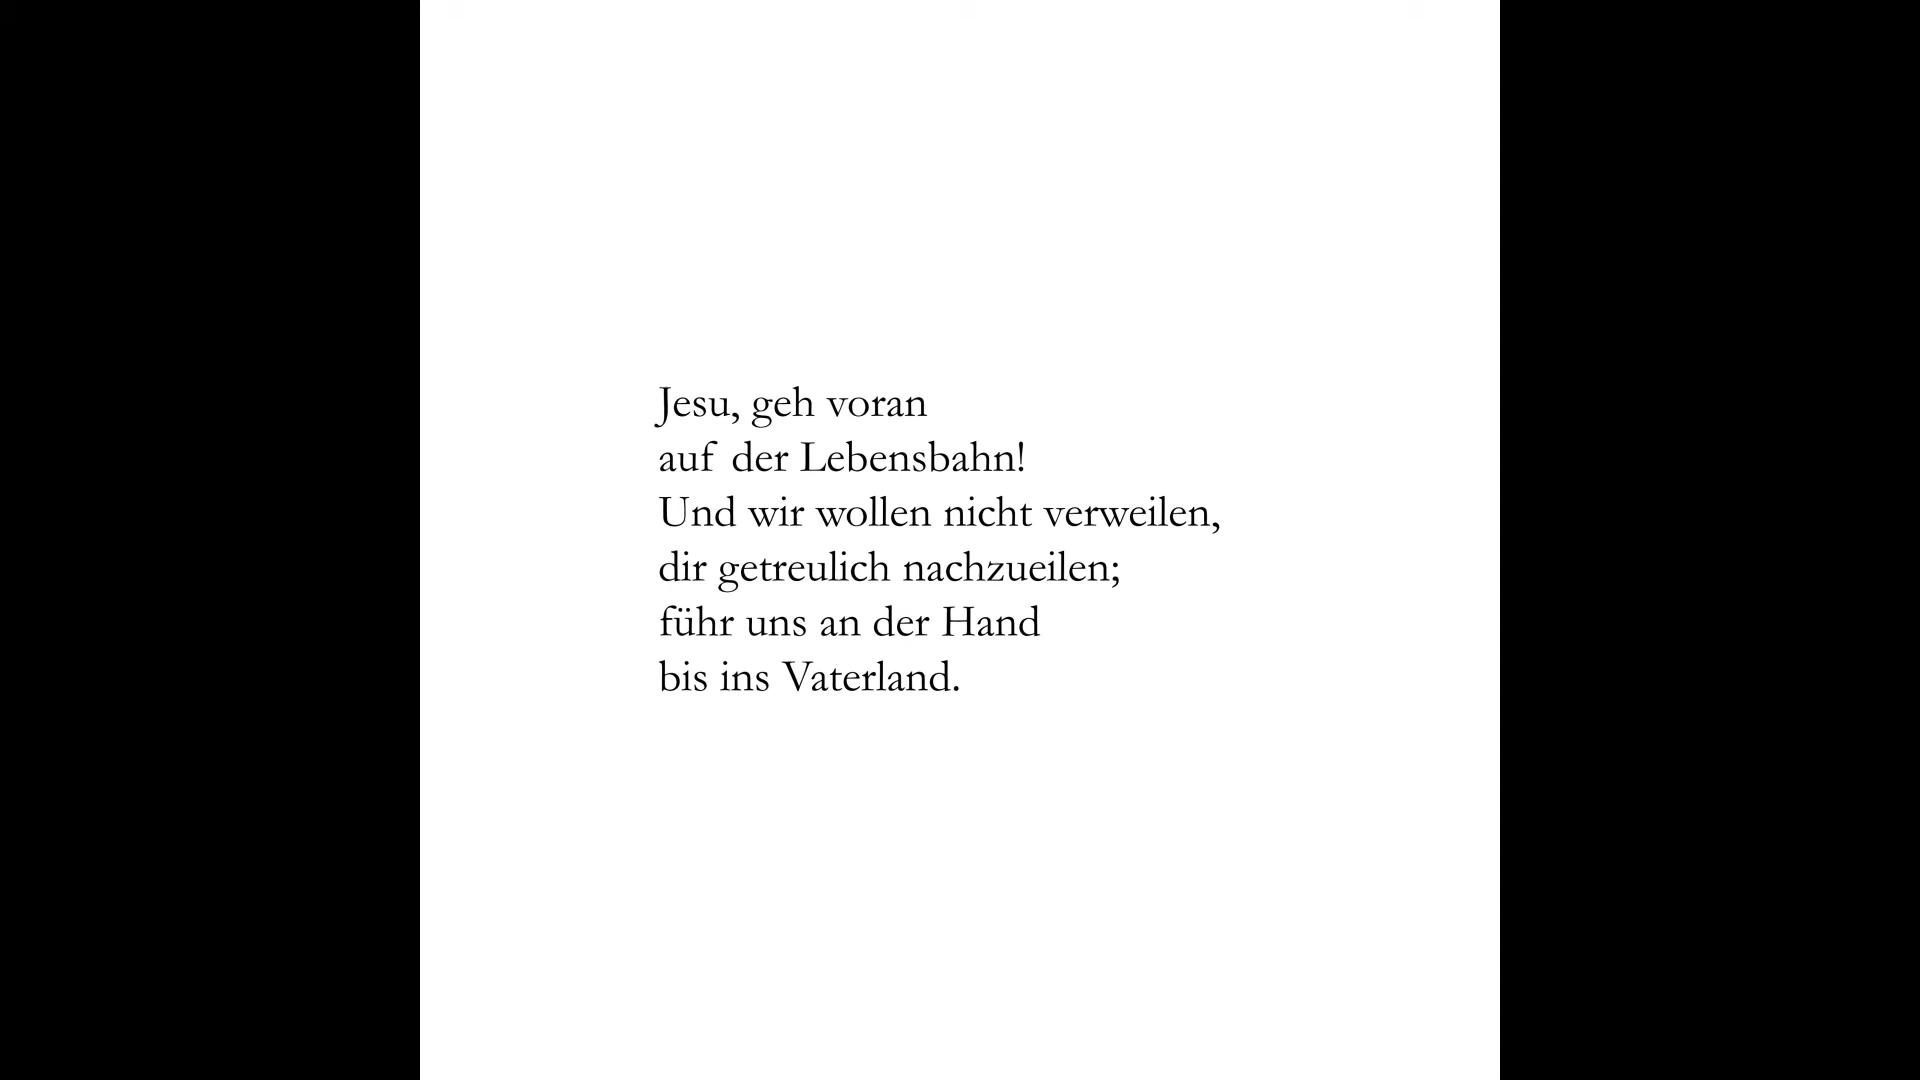 Jesu, geh voran
auf der Lebensbahn!
Und wir wollen nicht verweilen,
dir getreulich nachzueilen;
führ uns an der Hand
bis ins Vaterland.